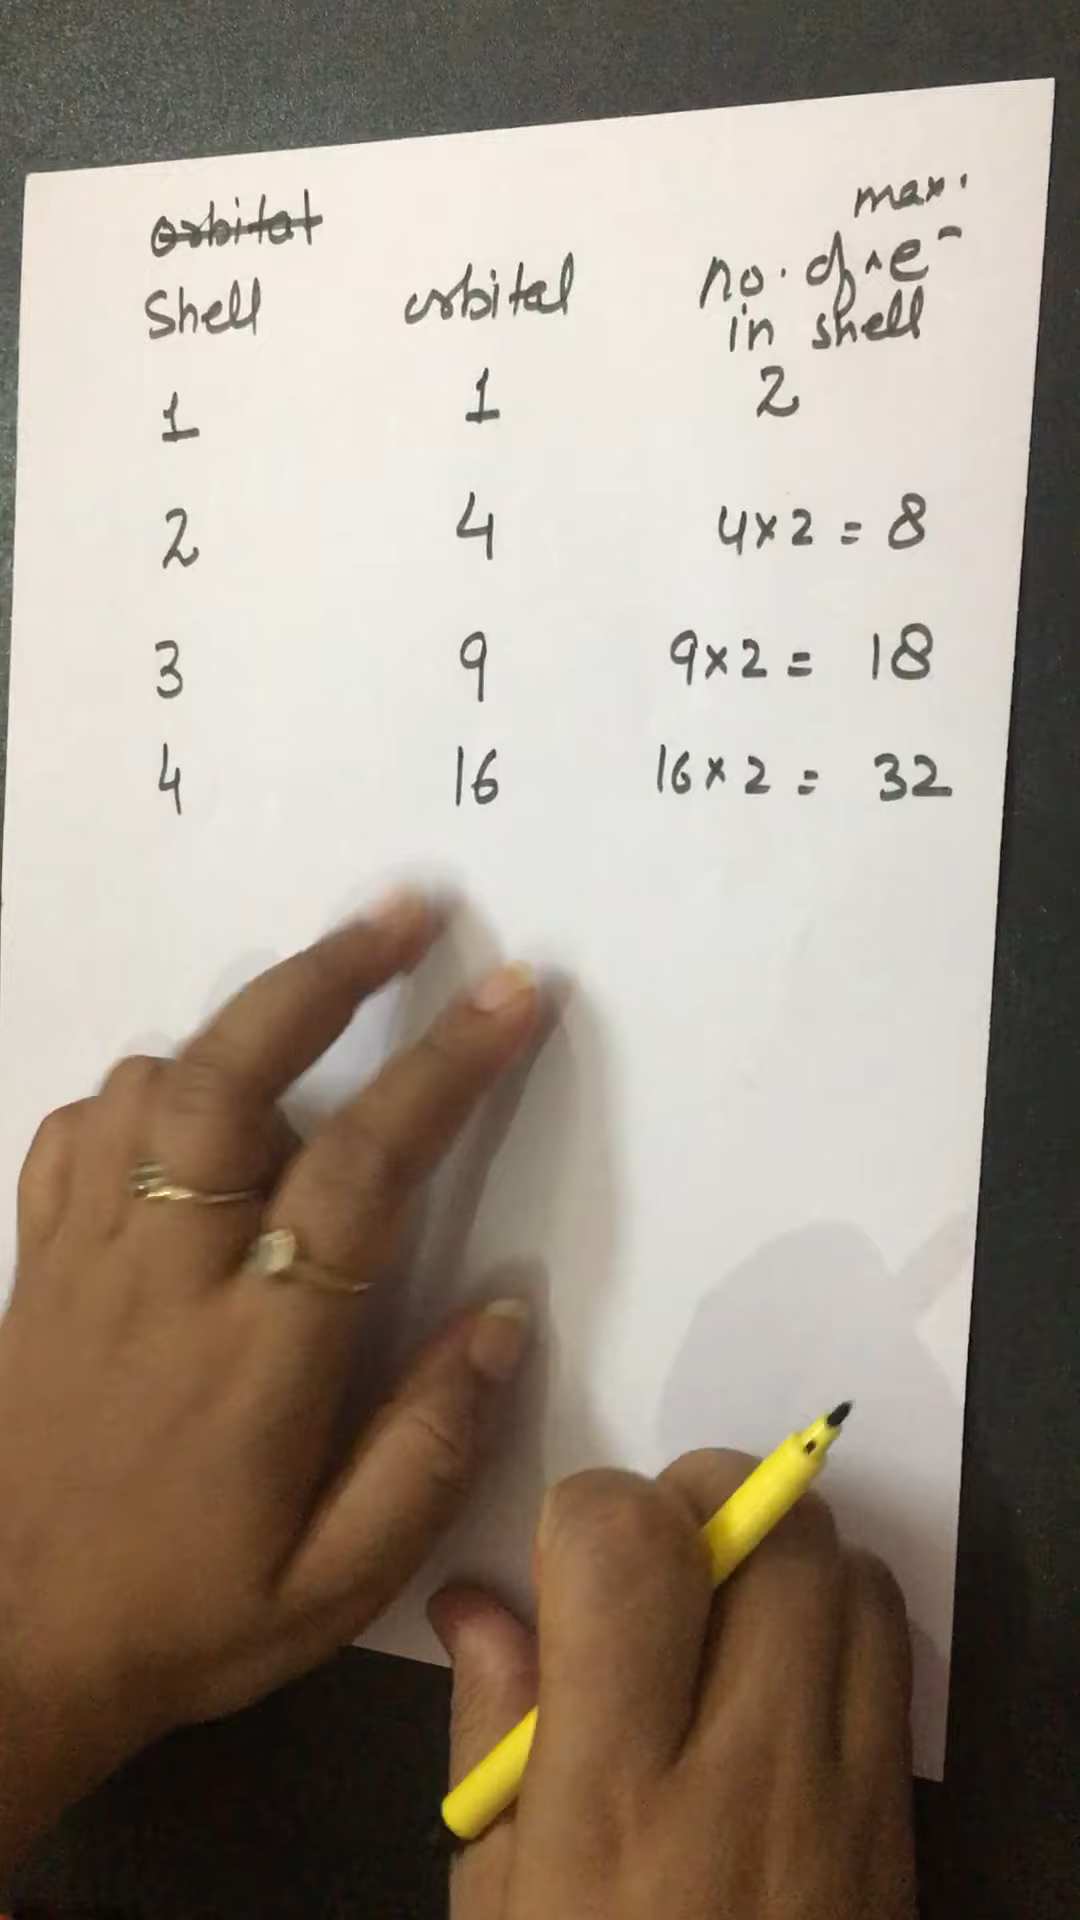 orbital
max.
Shell orbital no. of ^ e⁻
in shell
1 1 2
2 4 4×2 = 8
3 9 9×2 = 18
4 16 16×2 = 32